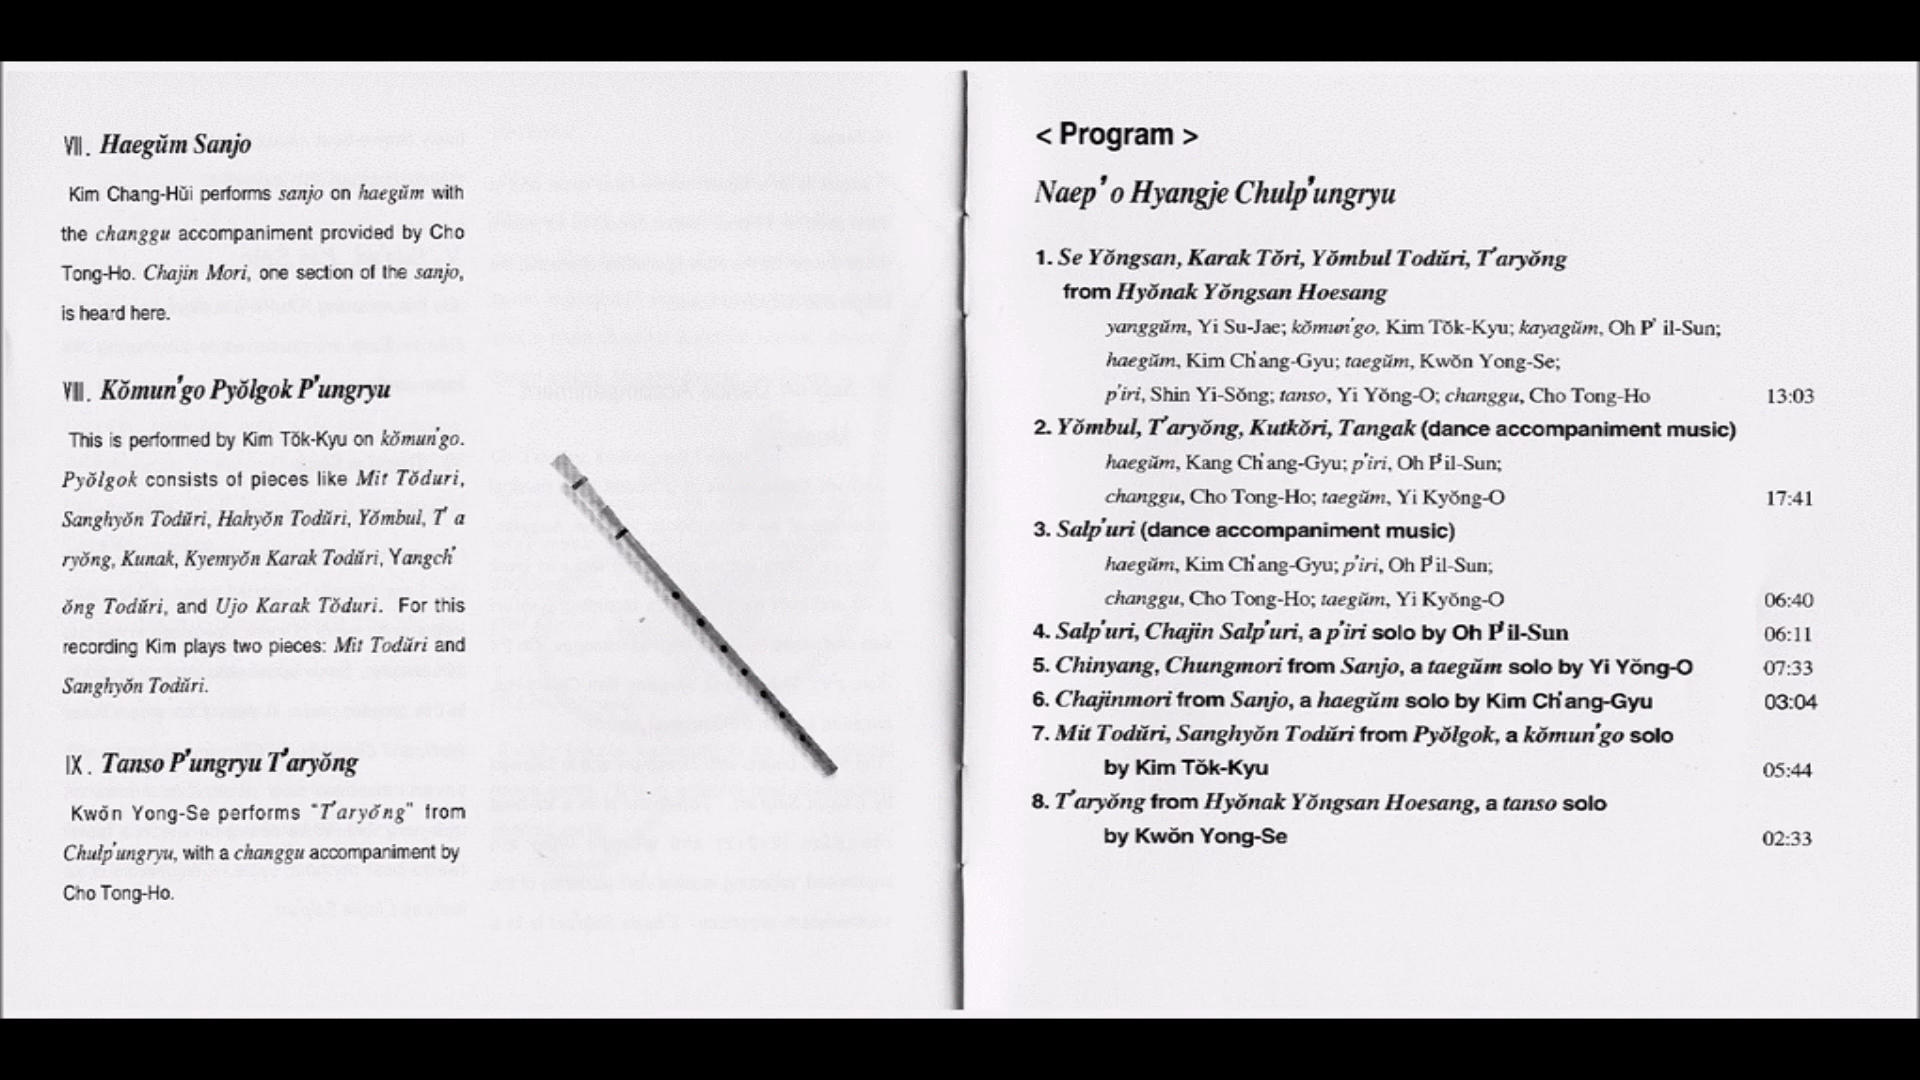 VII. Haegŭm Sanjo
Kim Chang-Hŭi performs sanjo on haegŭm with
the changgu accompaniment provided by Cho
Tong-Ho. Chajin Mori, one section of the sanjo,
is heard here.
VIII. Kŏmun'go Pyŏlgok P'ungryu
This is performed by Kim Tŏk-Kyu on kŏmun'go.
Pyŏlgok consists of pieces like Mit Tŏduri,
Sanghyŏn Todŭri, Hahyŏn Todŭri, Yŏmbul, T' a
ryŏng, Kunak, Kyemyŏn Karak Todŭri, Yangch'
ŏng Todŭri, and Ujo Karak Tŏduri. For this
recording Kim plays two pieces: Mit Todŭri and
Sanghyŏn Todŭri.
IX. Tanso P'ungryu T'aryŏng
Kwŏn Yong-Se performs "T'aryŏng" from
Chulp'ungryu, with a changgu accompaniment by
Cho Tong-Ho.
< Program >
Naep' o Hyangje Chulp'ungryu
1. Se Yŏngsan, Karak Tŏri, Yŏmbul Todŭri, T'aryŏng
from Hyŏnak Yŏngsan Hoesang
yanggŭm, Yi Su-Jae; kŏmun'go, Kim Tŏk-Kyu; kayagŭm, Oh P' il-Sun;
haegŭm, Kim Ch'ang-Gyu; taegŭm, Kwŏn Yong-Se;
p'iri, Shin Yi-Sŏng; tanso, Yi Yŏng-O; changgu, Cho Tong-Ho 13:03
2. Yŏmbul, T'aryŏng, Kutkŏri, Tangak (dance accompaniment music)
haegŭm, Kang Ch'ang-Gyu; p'iri, Oh P'il-Sun;
changgu, Cho Tong-Ho; taegŭm, Yi Kyŏng-O 17:41
3. Salp'uri (dance accompaniment music)
haegŭm, Kim Ch'ang-Gyu; p'iri, Oh P'il-Sun;
changgu, Cho Tong-Ho; taegŭm, Yi Kyŏng-O 06:40
4. Salp'uri, Chajin Salp'uri, a p'iri solo by Oh P'il-Sun 06:11
5. Chinyang, Chungmori from Sanjo, a taegŭm solo by Yi Yŏng-O 07:33
6. Chajinmori from Sanjo, a haegŭm solo by Kim Ch'ang-Gyu 03:04
7. Mit Todŭri, Sanghyŏn Todŭri from Pyŏlgok, a kŏmun'go solo
by Kim Tŏk-Kyu 05:44
8. T'aryŏng from Hyŏnak Yŏngsan Hoesang, a tanso solo
by Kwŏn Yong-Se 02:33